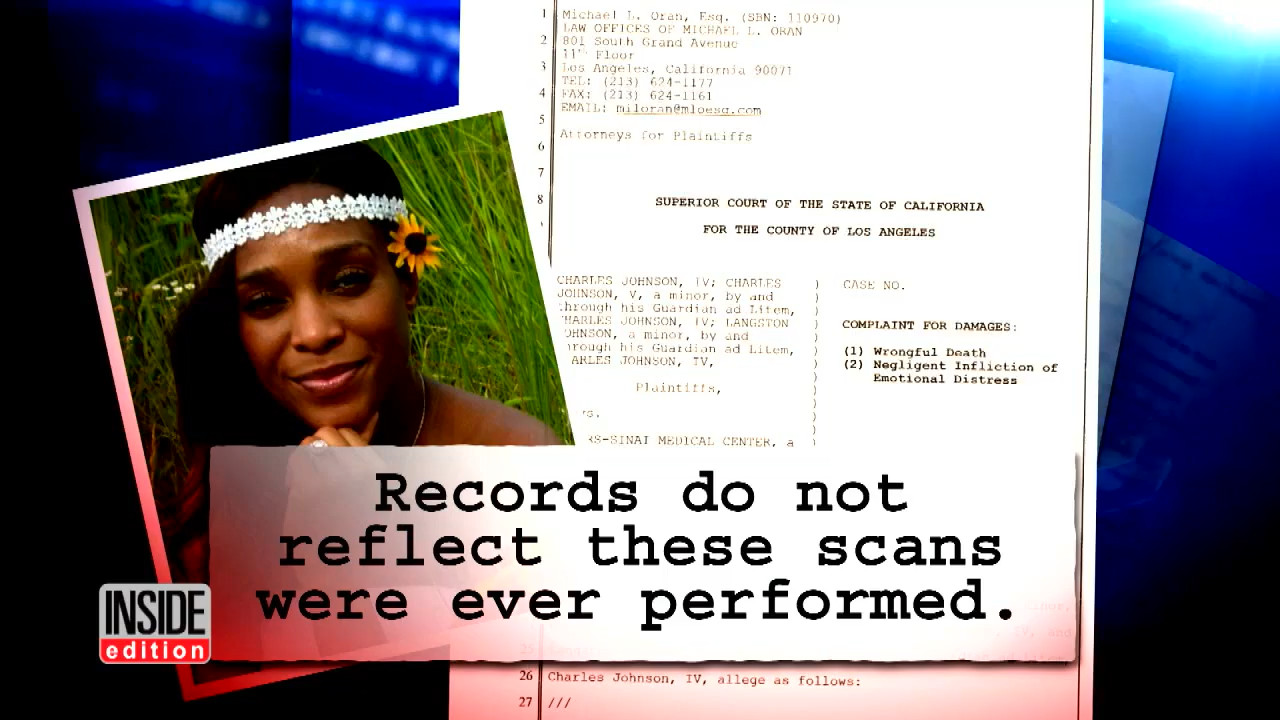 1 Michael L. Oran, Esq. (SBN: 110970)
LAW OFFICES OF MICHAEL L. ORAN
2 801 South Grand Avenue
11th Floor
3 Los Angeles, California 90071
TEL: (213) 624-1177
4 FAX: (213) 624-1161
EMAIL: miloran@mloesq.com
5
Attorneys for Plaintiffs
6
7
8 SUPERIOR COURT OF THE STATE OF CALIFORNIA
FOR THE COUNTY OF LOS ANGELES
CHARLES JOHNSON, IV; CHARLES )
JOHNSON, V, a minor, by and )
through his Guardian ad Litem, )
CHARLES JOHNSON, IV; LANGSTON )
OHNSON, a minor, by and )
hrough his Guardian ad Litem, )
ARLES JOHNSON, IV, )
Plaintiffs, )
s. )
RS-SINAI MEDICAL CENTER, a )
CASE NO.
COMPLAINT FOR DAMAGES:
(1) Wrongful Death
(2) Negligent Infliction of
Emotional Distress
Records do not
reflect these scans
were ever performed.
INSIDE
edition
25
26 Charles Johnson, IV, allege as follows:
27 ///